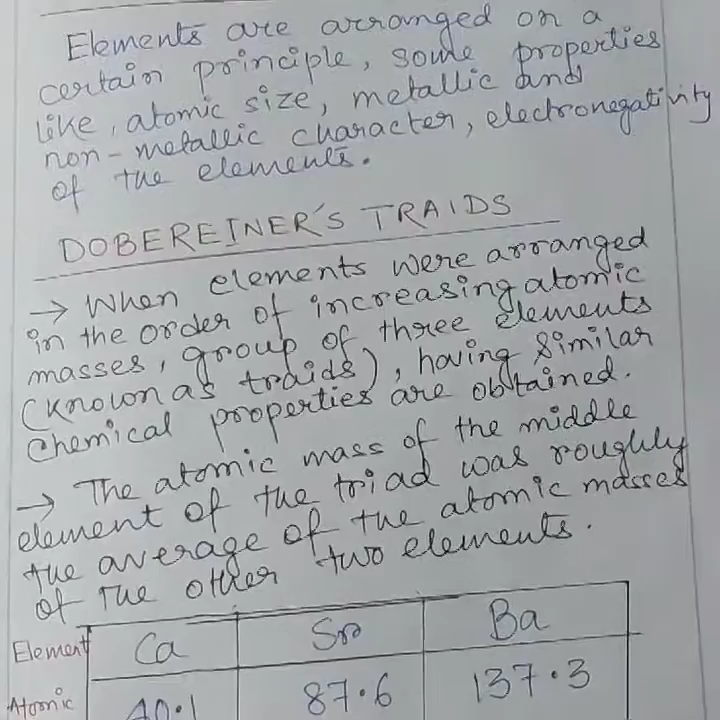 Elements are arranged on a
certain principle, some properties
like, atomic size, metallic and
non-metallic character, electronegativity
of the elements.
DOBEREINER'S TRAIDS
→ When elements were arranged
in the order of increasing atomic
masses, group of three elements
(known as traids), having similar
chemical properties are obtained.
→ The atomic mass of the middle
element of the triad was roughly
the average of the atomic masses
of the other two elements.
Element Ca Sr Ba
Atomic 40.1 87.6 137.3